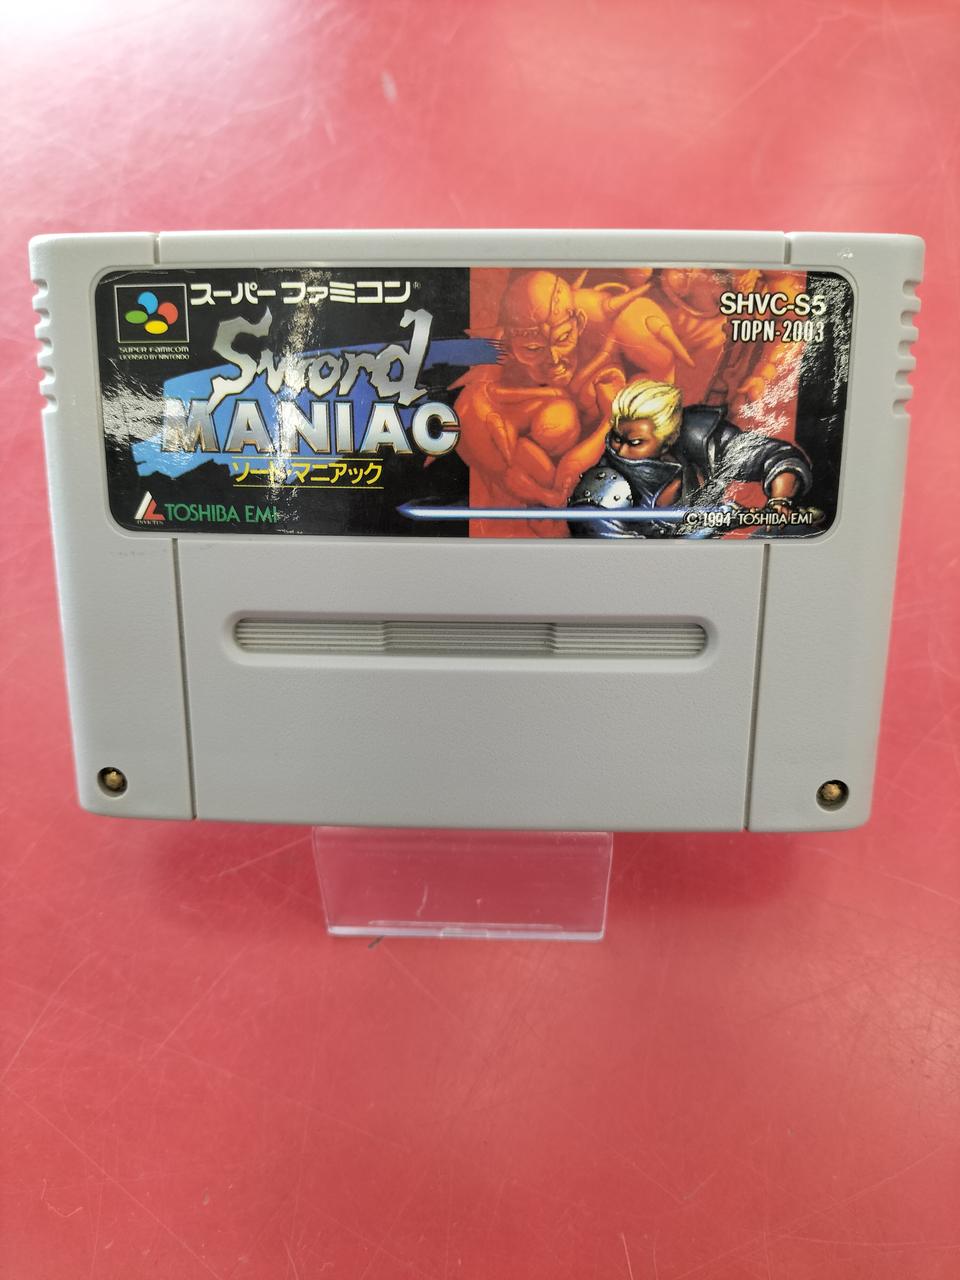 スーパーファミコン®
SUPER FAMICOM
LICENSED BY NINTENDO
SHVC-S5
TOPN-2003
Sword
MANIAC
ソード・マニアック
INVICTUS
TOSHIBA EMI
© 1994 TOSHIBA EMI